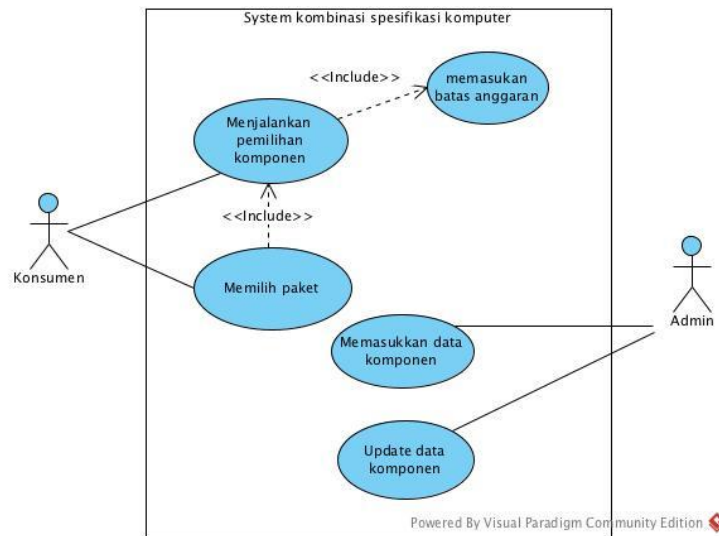 System kombinasi spesifikasi komputer
<<Include>>
memasukan
batas anggaran
Menjalankan
pemilihan
komponen
<<Include>>
Konsumen
Memilih paket
Admin
Memasukkan data
komponen
Update data
komponen
Powered By Visual Paradigm Community Edition